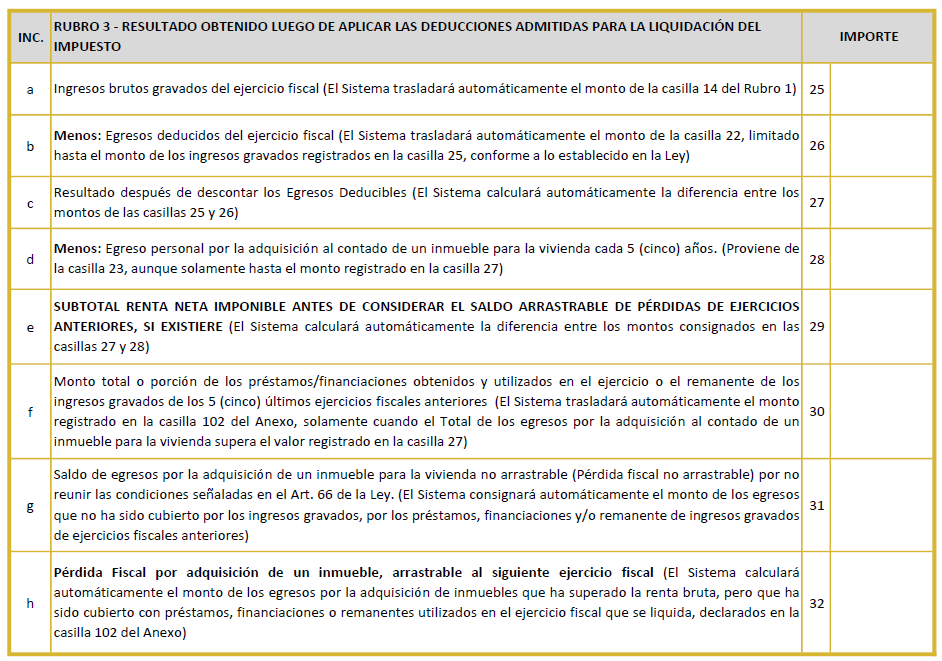 INC.
RUBRO 3 - RESULTADO OBTENIDO LUEGO DE APLICAR LAS DEDUCCIONES ADMITIDAS PARA LA LIQUIDACIÓN DEL
IMPUESTO
IMPORTE
a
Ingresos brutos gravados del ejercicio fiscal (El Sistema trasladará automáticamente el monto de la casilla 14 del Rubro 1)
25
b
Menos: Egresos deducidos del ejercicio fiscal (El Sistema trasladará automáticamente el monto de la casilla 22, limitado
hasta el monto de los ingresos gravados registrados en la casilla 25, conforme a lo establecido en la Ley)
26
c
Resultado después de descontar los Egresos Deducibles (El Sistema calculará automáticamente la diferencia entre los
montos de las casillas 25 y 26)
27
d
Menos: Egreso personal por la adquisición al contado de un inmueble para la vivienda cada 5 (cinco) años. (Proviene de
la casilla 23, aunque solamente hasta el monto registrado en la casilla 27)
28
e
SUBTOTAL RENTA NETA IMPONIBLE ANTES DE CONSIDERAR EL SALDO ARRASTRABLE DE PÉRDIDAS DE EJERCICIOS
ANTERIORES, SI EXISTIERE (El Sistema calculará automáticamente la diferencia entre los montos consignados en las
casillas 27 y 28)
29
f
Monto total o porción de los préstamos/financiaciones obtenidos y utilizados en el ejercicio o el remanente de los
ingresos gravados de los 5 (cinco) últimos ejercicios fiscales anteriores (El Sistema trasladará automáticamente el monto
registrado en la casilla 102 del Anexo, solamente cuando el Total de los egresos por la adquisición al contado de un
inmueble para la vivienda supera el valor registrado en la casilla 27)
30
g
Saldo de egresos por la adquisición de un inmueble para la vivienda no arrastrable (Pérdida fiscal no arrastrable) por no
reunir las condiciones señaladas en el Art. 66 de la Ley. (El Sistema consignará automáticamente el monto de los egresos
que no ha sido cubierto por los ingresos gravados, por los préstamos, financiaciones y/o remanente de ingresos gravados
de ejercicios fiscales anteriores)
31
h
Pérdida Fiscal por adquisición de un inmueble, arrastrable al siguiente ejercicio fiscal (El Sistema calculará
automáticamente el monto de los egresos por la adquisición de inmuebles que ha superado la renta bruta, pero que ha
sido cubierto con préstamos, financiaciones o remanentes utilizados en el ejercicio fiscal que se liquida, declarados en la
casilla 102 del Anexo)
32